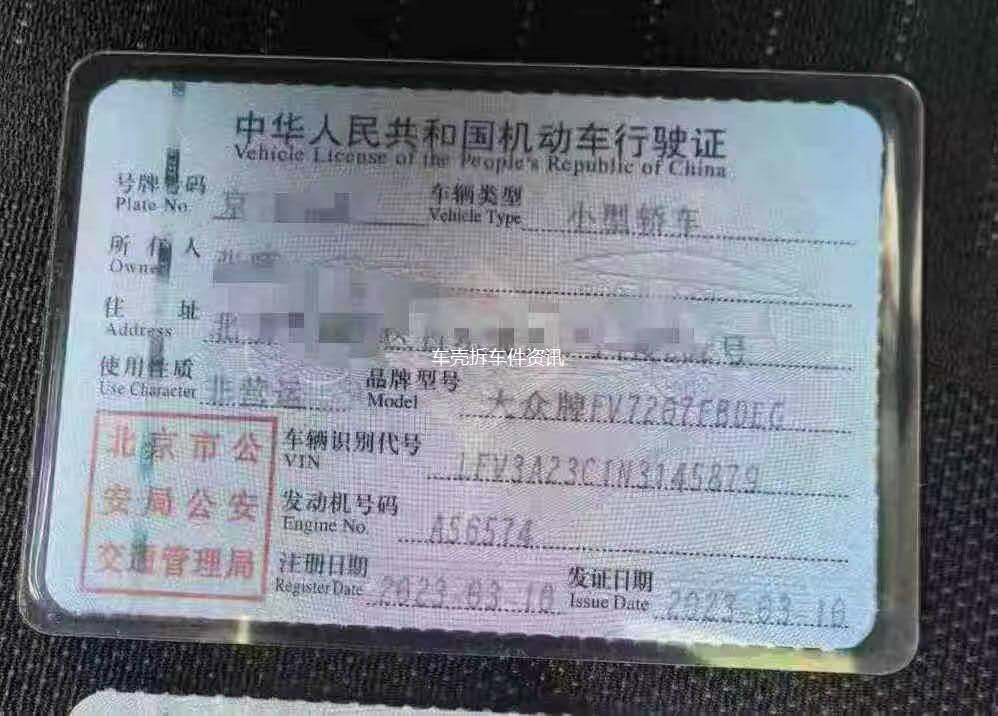 中华人民共和国机动车行驶证
Vehicle License of the People's Republic of China
号牌号码 京 车辆类型 小型轿车
Plate No. Vehicle Type
所有人
Owner
住 址 北 号
Address
车壳拆车件资讯
使用性质 非营运 品牌型号 大众牌FV7207FBDEG
Use Character Model
北京市公 车辆识别代号 LFV3A23C1N3145879
VIN
安局公安 发动机号码 A56574
Engine No.
交通管理局 注册日期 2023-03-10 发证日期 2023-03-10
Register Date Issue Date